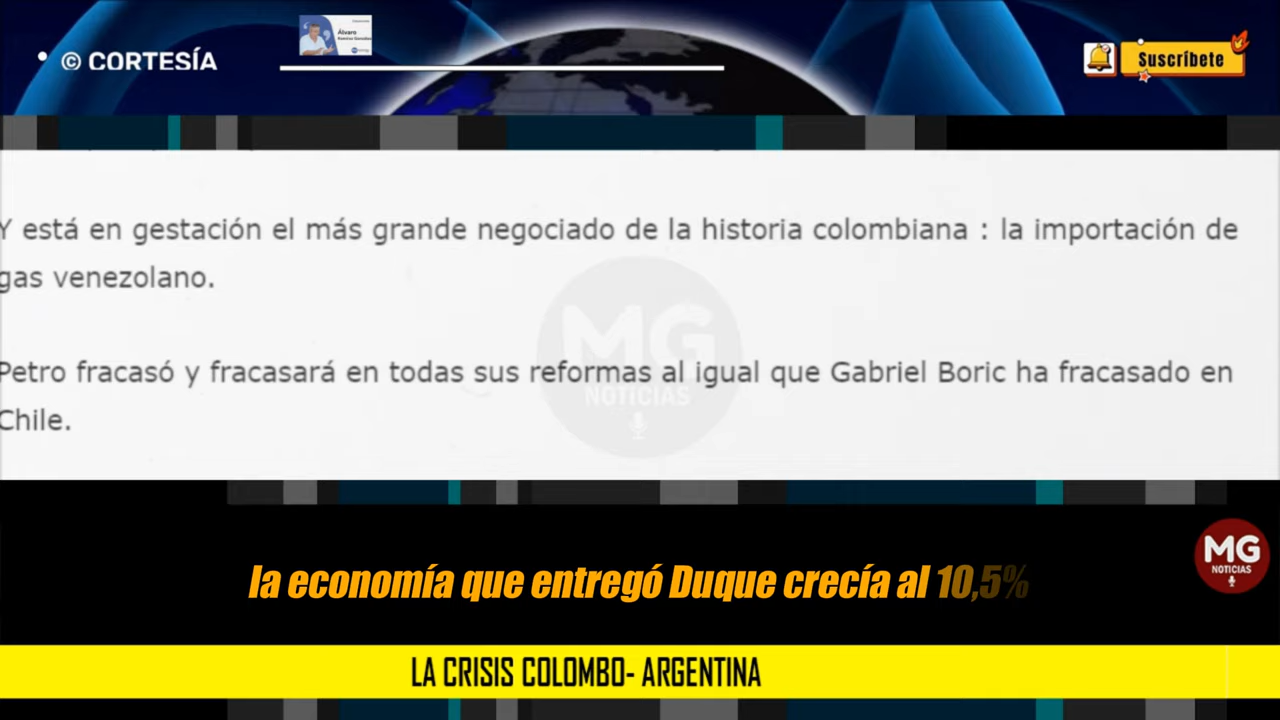 © CORTESÍA
Álvaro
Suscríbete
Y está en gestación el más grande negociado de la historia colombiana : la importación de
gas venezolano.
MG
NOTICIAS
Petro fracasó y fracasará en todas sus reformas al igual que Gabriel Boric ha fracasado en
Chile.
MG
NOTICIAS
la economía que entregó Duque crecía al 10,5%
LA CRISIS COLOMBO- ARGENTINA